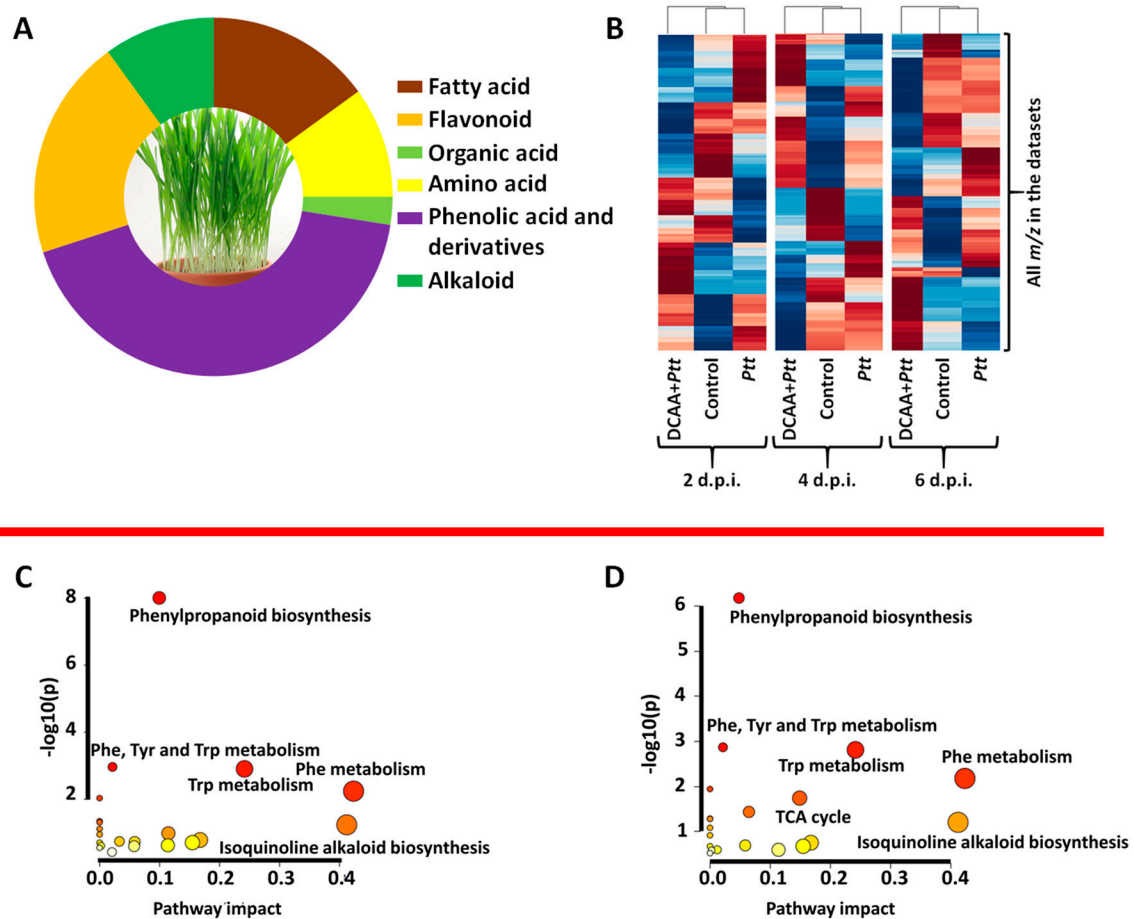 A
Fatty acid
Flavonoid
Organic acid
Amino acid
Phenolic acid and
derivatives
Alkaloid
B
All m/z in the datasets
DCAA+Ptt
Control
Ptt
DCAA+Ptt
Control
Ptt
DCAA+Ptt
Control
Ptt
2 d.p.i.
4 d.p.i.
6 d.p.i.
C
8
Phenylpropanoid biosynthesis
6
-log10(p)
4
Phe, Tyr and Trp metabolism
Phe metabolism
Trp metabolism
2
Isoquinoline alkaloid biosynthesis
0.0 0.1 0.2 0.3 0.4
Pathway impact
D
6
Phenylpropanoid biosynthesis
5
4
-log10(p)
Phe, Tyr and Trp metabolism
3
Phe metabolism
Trp metabolism
2
TCA cycle
1
Isoquinoline alkaloid biosynthesis
0.0 0.1 0.2 0.3 0.4
Pathway impact